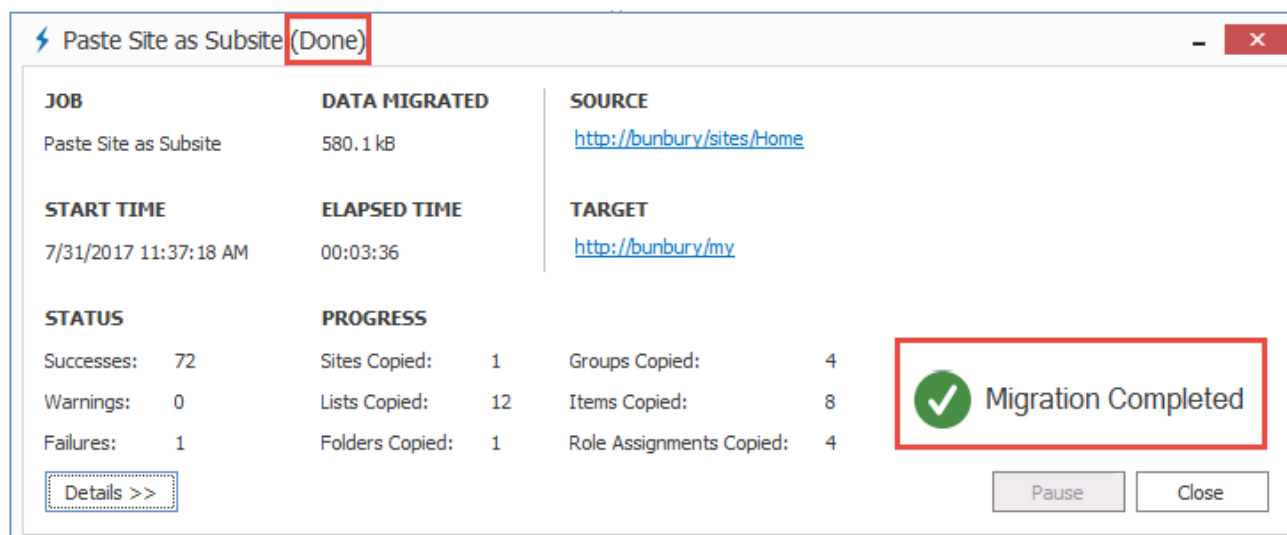 Paste Site as Subsite (Done)
JOB DATA MIGRATED SOURCE
Paste Site as Subsite 580.1 kB http://bunbury/sites/Home
START TIME ELAPSED TIME TARGET
7/31/2017 11:37:18 AM 00:03:36 http://bunbury/my
STATUS PROGRESS
Successes: 72 Sites Copied: 1 Groups Copied: 4
Warnings: 0 Lists Copied: 12 Items Copied: 8
Failures: 1 Folders Copied: 1 Role Assignments Copied: 4
Migration Completed
Details >> Pause Close